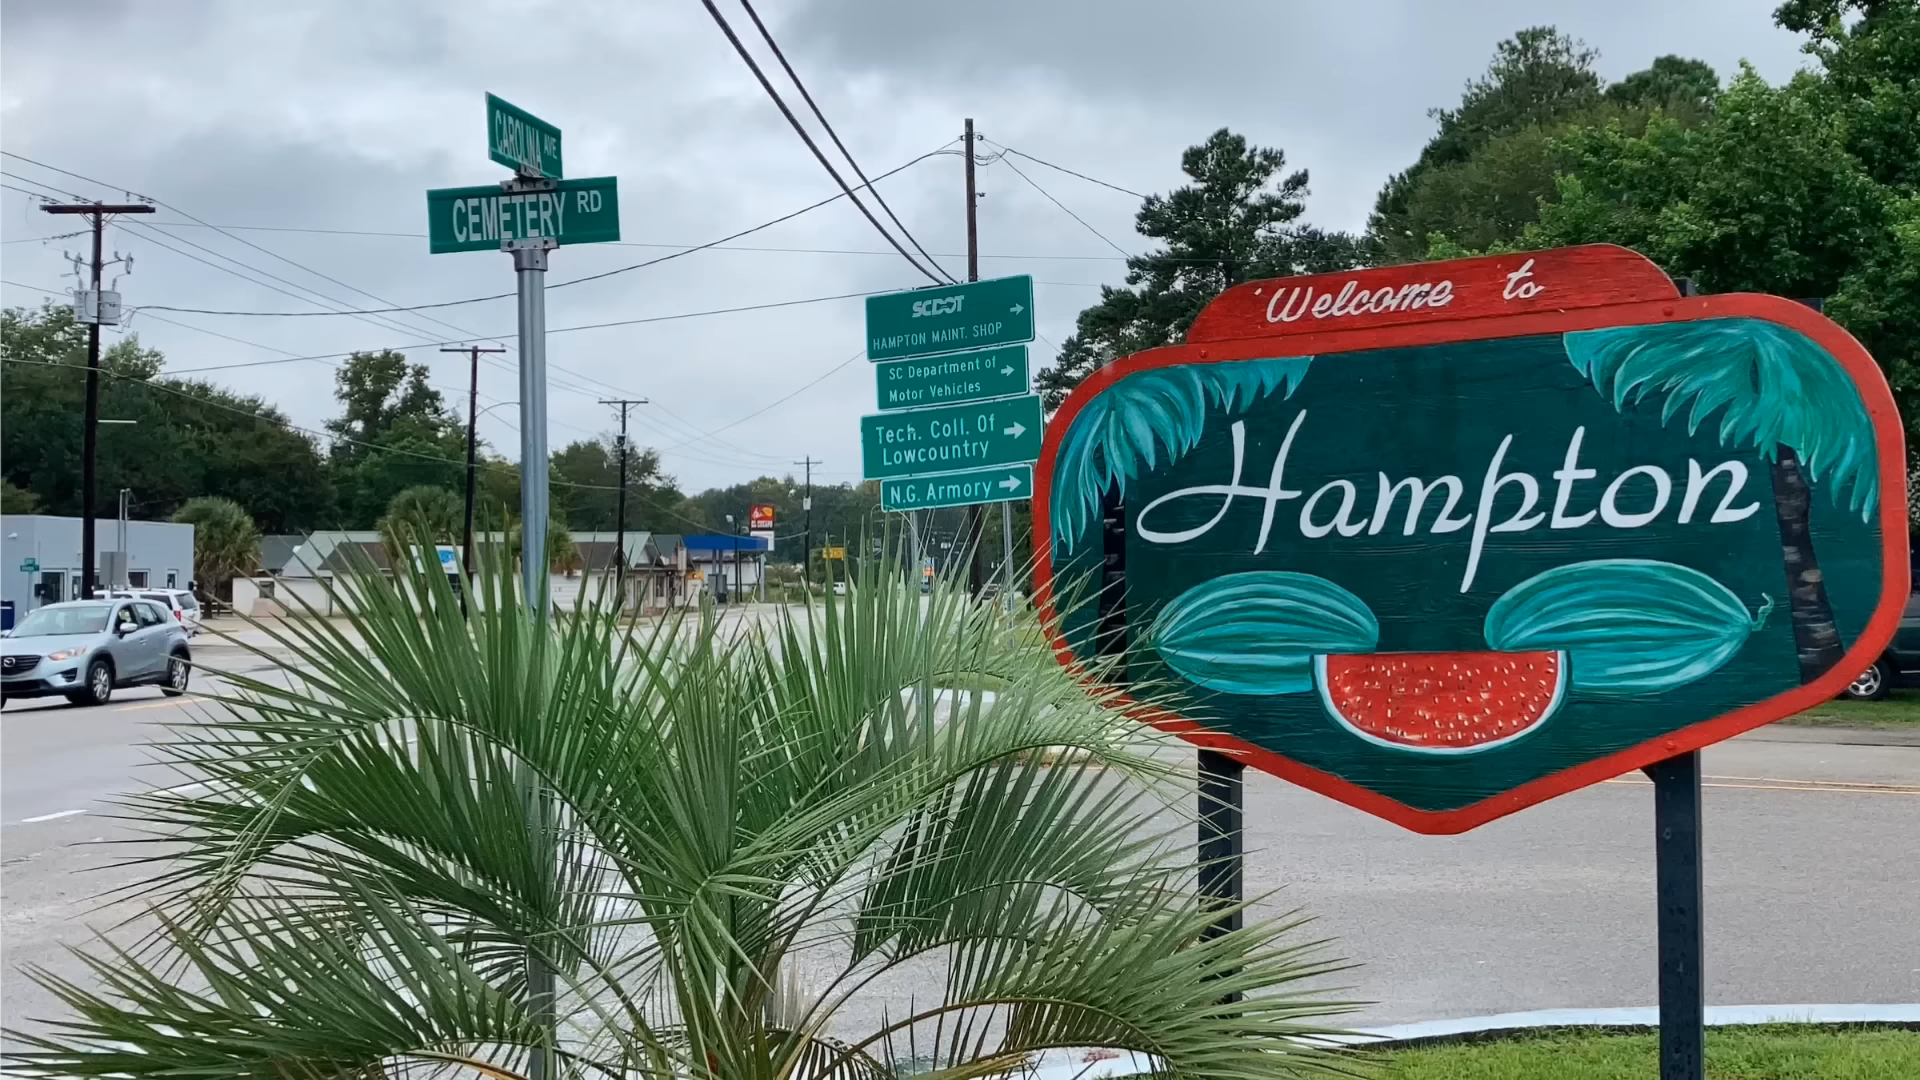 CAROLINA AVE
CEMETERY RD
SCDOT
HAMPTON MAINT. SHOP
SC Department of
Motor Vehicles
Tech. Coll. Of
Lowcountry
N.G. Armory
Welcome to
Hampton